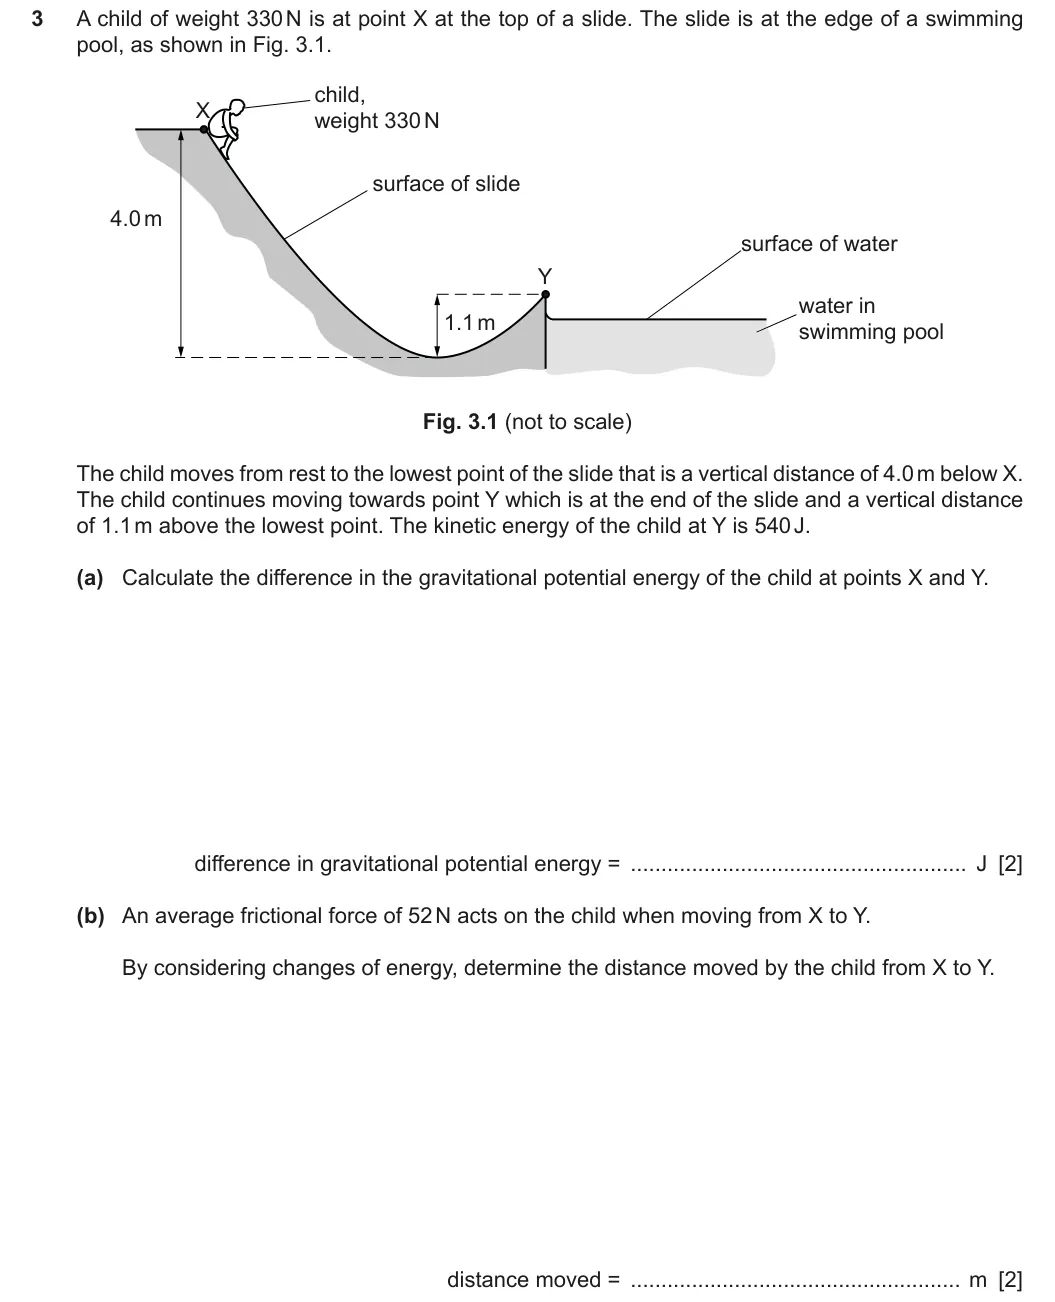 3 A child of weight 330 N is at point X at the top of a slide. The slide is at the edge of a swimming
pool, as shown in Fig. 3.1.
child,
weight 330 N
X
surface of slide
4.0 m
surface of water
Y
water in
swimming pool
1.1 m
Fig. 3.1 (not to scale)
The child moves from rest to the lowest point of the slide that is a vertical distance of 4.0 m below X.
The child continues moving towards point Y which is at the end of the slide and a vertical distance
of 1.1 m above the lowest point. The kinetic energy of the child at Y is 540 J.
(a) Calculate the difference in the gravitational potential energy of the child at points X and Y.
difference in gravitational potential energy = ........................................................ J [2]
(b) An average frictional force of 52 N acts on the child when moving from X to Y.
By considering changes of energy, determine the distance moved by the child from X to Y.
distance moved = ....................................................... m [2]